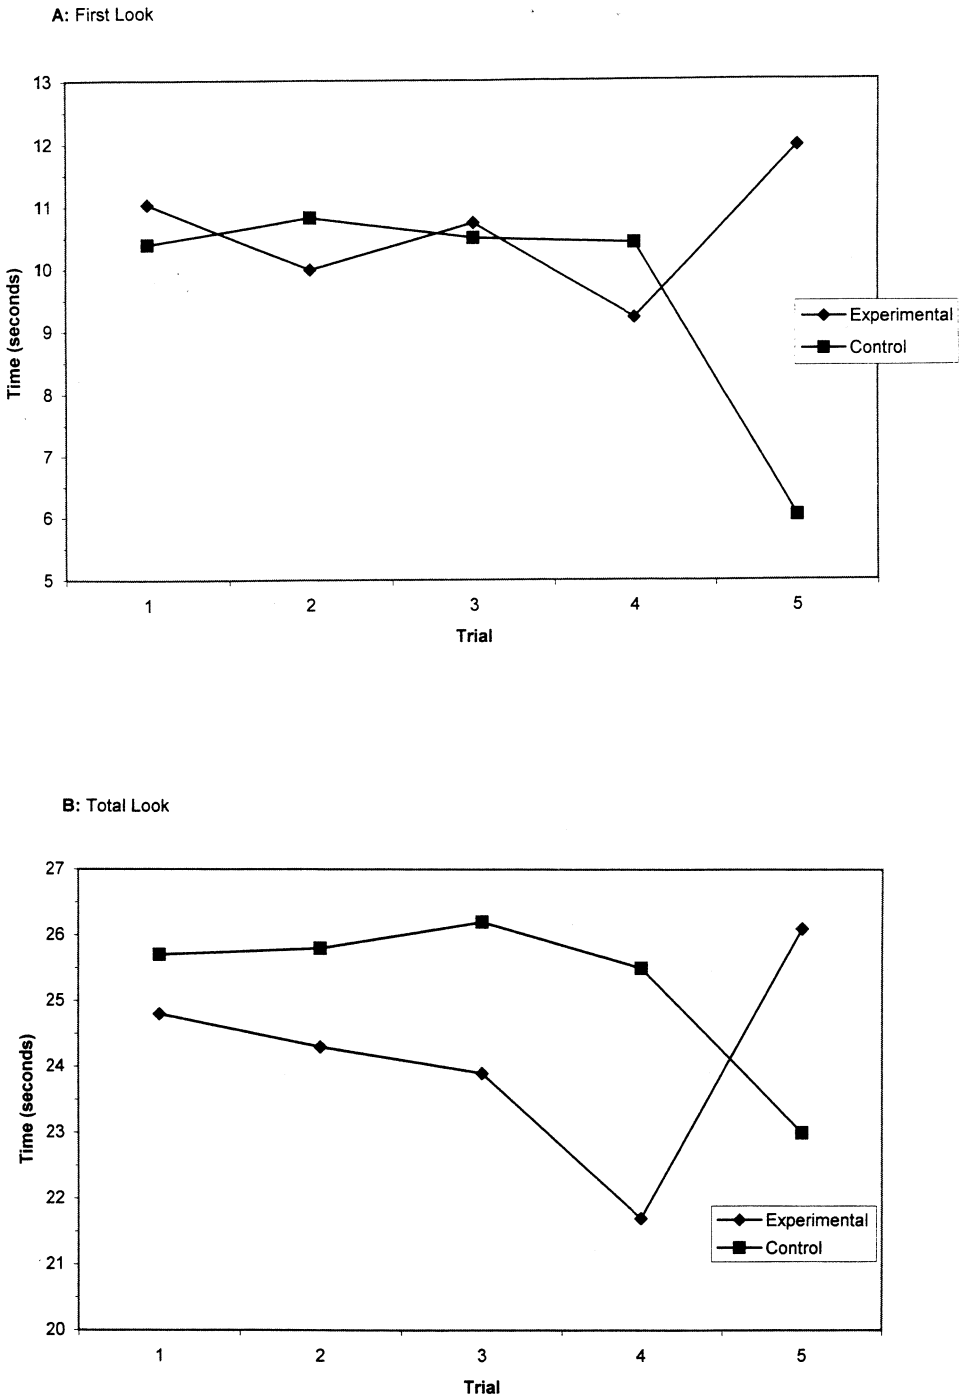 A: First Look
13
12
11
10
9
8
7
6
5
Time (seconds)
Experimental
Control
1 2 3 4 5
Trial
B: Total Look
27
26
25
24
23
22
21
20
Time (seconds)
Experimental
Control
1 2 3 4 5
Trial